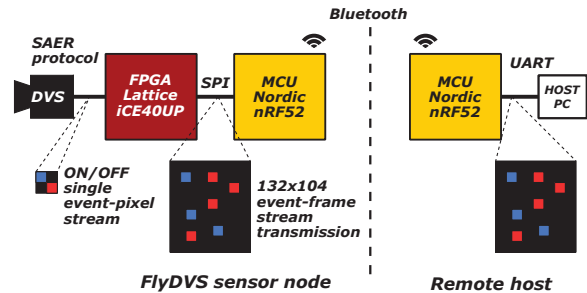 Bluetooth
SAER
protocol
DVS
FPGA
Lattice
iCE40UP
SPI
MCU
Nordic
nRF52
MCU
Nordic
nRF52
UART
HOST
PC
ON/OFF
single
event-pixel
stream
132x104
event-frame
stream
transmission
FlyDVS sensor node
Remote host